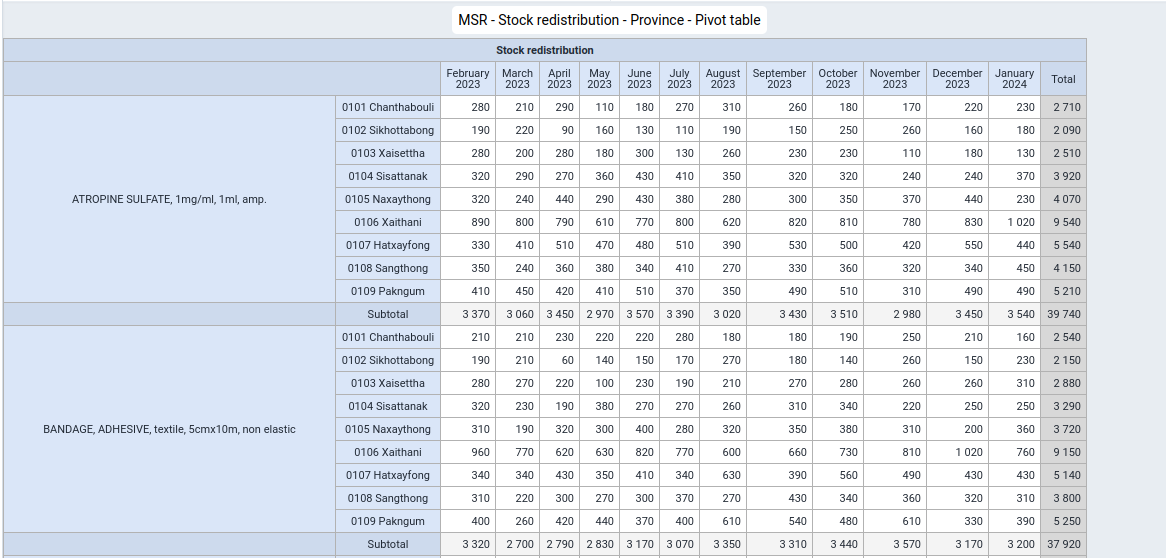 MSR - Stock redistribution - Province - Pivot table
Stock redistribution
February 2023 March 2023 April 2023 May 2023 June 2023 July 2023 August 2023 September 2023 October 2023 November 2023 December 2023 January 2024 Total
ATROPINE SULFATE, 1mg/ml, 1ml, amp.
0101 Chanthabouli 280 210 290 110 180 270 310 260 180 170 220 230 2 710
0102 Sikhottabong 190 220 90 160 130 110 190 150 250 260 160 180 2 090
0103 Xaisettha 280 200 280 180 300 130 260 230 230 110 180 130 2 510
0104 Sisattanak 320 290 270 360 430 410 350 320 320 240 240 370 3 920
0105 Naxaythong 320 240 440 290 430 380 280 300 350 370 440 230 4 070
0106 Xaithani 890 800 790 610 770 800 620 820 810 780 830 1 020 9 540
0107 Hatxayfong 330 410 510 470 480 510 390 530 500 420 550 440 5 540
0108 Sangthong 350 240 360 380 340 410 270 330 360 320 340 450 4 150
0109 Pakngum 410 450 420 410 510 370 350 490 510 310 490 490 5 210
Subtotal 3 370 3 060 3 450 2 970 3 570 3 390 3 020 3 430 3 510 2 980 3 450 3 540 39 740
BANDAGE, ADHESIVE, textile, 5cmx10m, non elastic
0101 Chanthabouli 210 210 230 220 220 280 180 180 190 250 210 160 2 540
0102 Sikhottabong 190 210 60 140 150 170 270 180 140 260 150 230 2 150
0103 Xaisettha 280 270 220 100 230 190 210 270 280 260 260 310 2 880
0104 Sisattanak 320 230 190 380 270 270 260 310 340 220 250 250 3 290
0105 Naxaythong 310 190 320 300 400 280 320 350 380 310 200 360 3 720
0106 Xaithani 960 770 620 630 820 770 600 660 730 810 1 020 760 9 150
0107 Hatxayfong 340 340 430 350 410 340 630 390 560 490 430 430 5 140
0108 Sangthong 310 220 300 270 300 370 270 430 340 360 320 310 3 800
0109 Pakngum 400 260 420 440 370 400 610 540 480 610 330 390 5 250
Subtotal 3 320 2 700 2 790 2 830 3 170 3 070 3 350 3 310 3 440 3 570 3 170 3 200 37 920